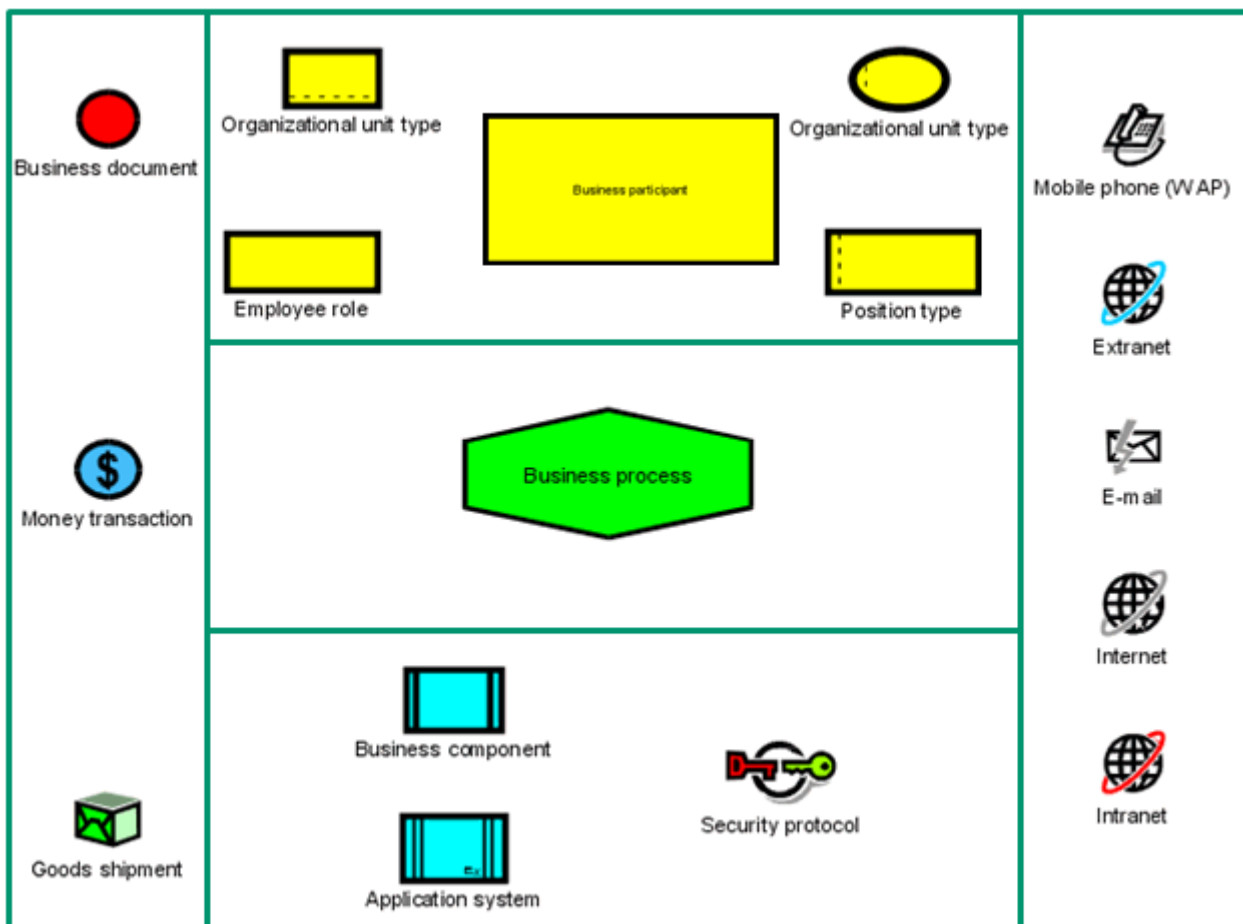 Business document
Money transaction
$
Goods shipment
Organizational unit type
Organizational unit type
Business participant
Employee role
Position type
Business process
Business component
Application system
Security protocol
Mobile phone (WAP)
Extranet
E-mail
Internet
Intranet